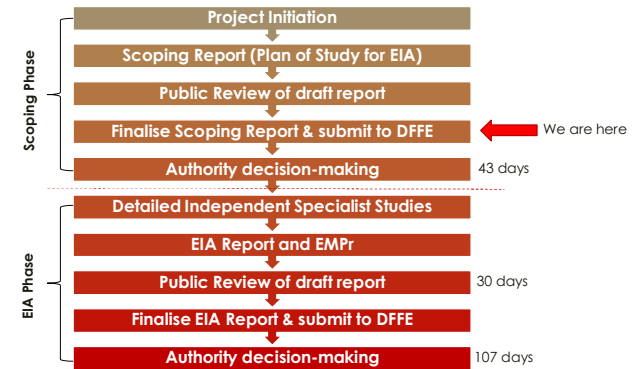 Project Initiation
Scoping Report (Plan of Study for EIA)
Public Review of draft report
Finalise Scoping Report & submit to DFFE
We are here
Authority decision-making
43 days
Scoping Phase
Detailed Independent Specialist Studies
EIA Report and EMPr
Public Review of draft report
30 days
Finalise EIA Report & submit to DFFE
Authority decision-making
107 days
EIA Phase